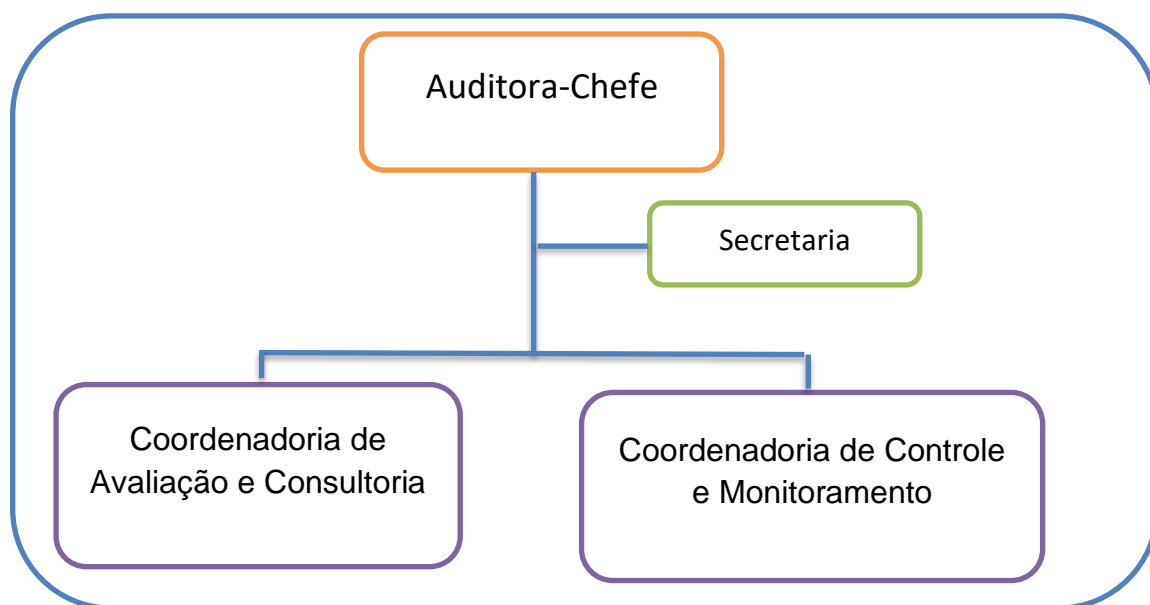 Auditora-Chefe
Secretaria
Coordenadoria de
Avaliação e Consultoria
Coordenadoria de Controle
e Monitoramento